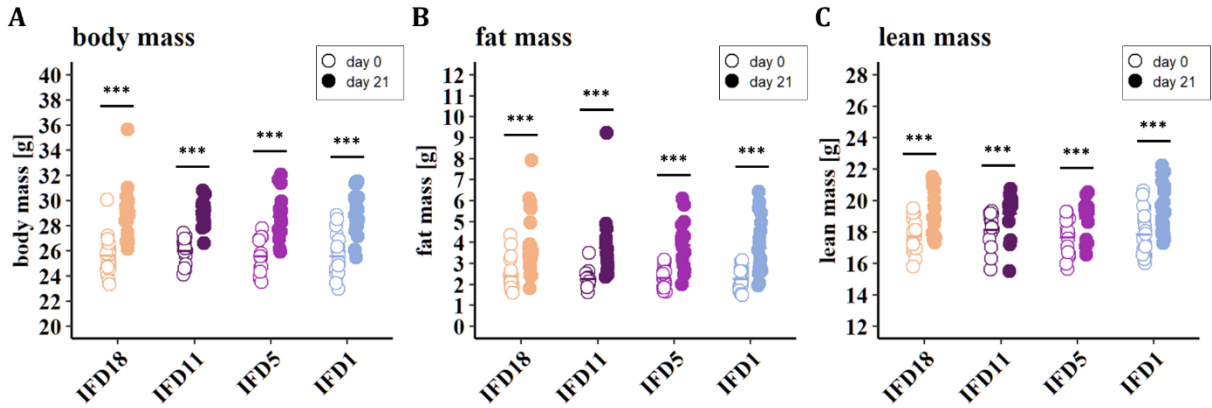 A
body mass
day 0
day 21
body mass [g]
40
38
36
34
32
30
28
26
24
22
20
***
***
***
***
IFD18
IFD11
IFD5
IFD1
B
fat mass
day 0
day 21
fat mass [g]
12
11
10
9
8
7
6
5
4
3
2
1
0
***
***
***
***
IFD18
IFD11
IFD5
IFD1
C
lean mass
day 0
day 21
lean mass [g]
28
26
24
22
20
18
16
14
12
***
***
***
***
IFD18
IFD11
IFD5
IFD1